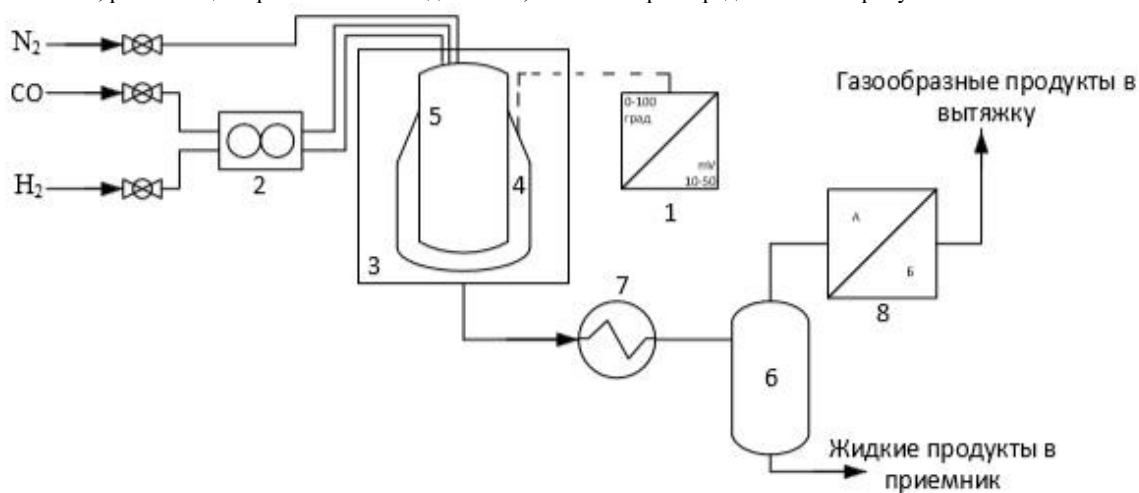 N₂
CO
H₂
2
5
4
3
0-100
град
mV
10-50
1
7
6
А
Б
8
Газообразные продукты в
вытяжку
Жидкие продукты в
приемник